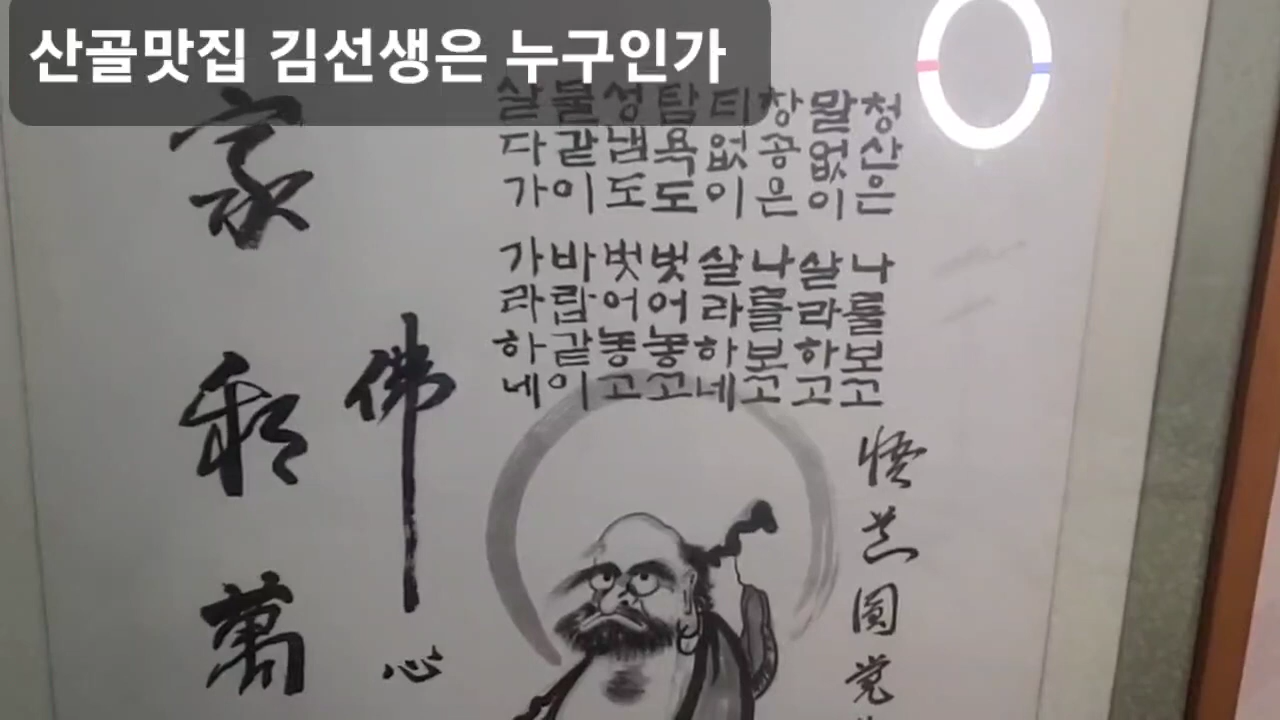 산골맛집 김선생은 누구인가
청산은 나를보고
말없이 살라하고
창공은 나를보고
티없이 살라하네
탐욕도 벗어놓고
성냄도 벗어놓고
물같이 바람같이
살다가 가라하네
悟
圓
佛心
家和萬